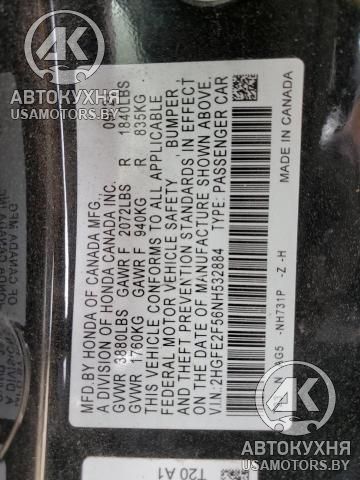 АВТОКУХНЯ
AUTOKUHNYA.BY
MFD.BY HONDA OF CANADA MFG.,
A DIVISION OF HONDA CANADA INC.
GVWR 3880LBS GAWR F 2072LBS R 1840LBS
GVWR 1760KG GAWR F 940KG R 835KG
THIS VEHICLE CONFORMS TO ALL APPLICABLE
FEDERAL MOTOR VEHICLE SAFETY, BUMPER,
AND THEFT PREVENTION STANDARDS IN EFFECT
ON THE DATE OF MANUFACTURE SHOWN ABOVE.
V.I.N.:2HGFE2F56NH532884 TYPE: PASSENGER CAR
-NH731P -Z -H
MADE IN CANADA
T20 A1
АВТОКУХНЯ
AUTOKUHNYA.BY